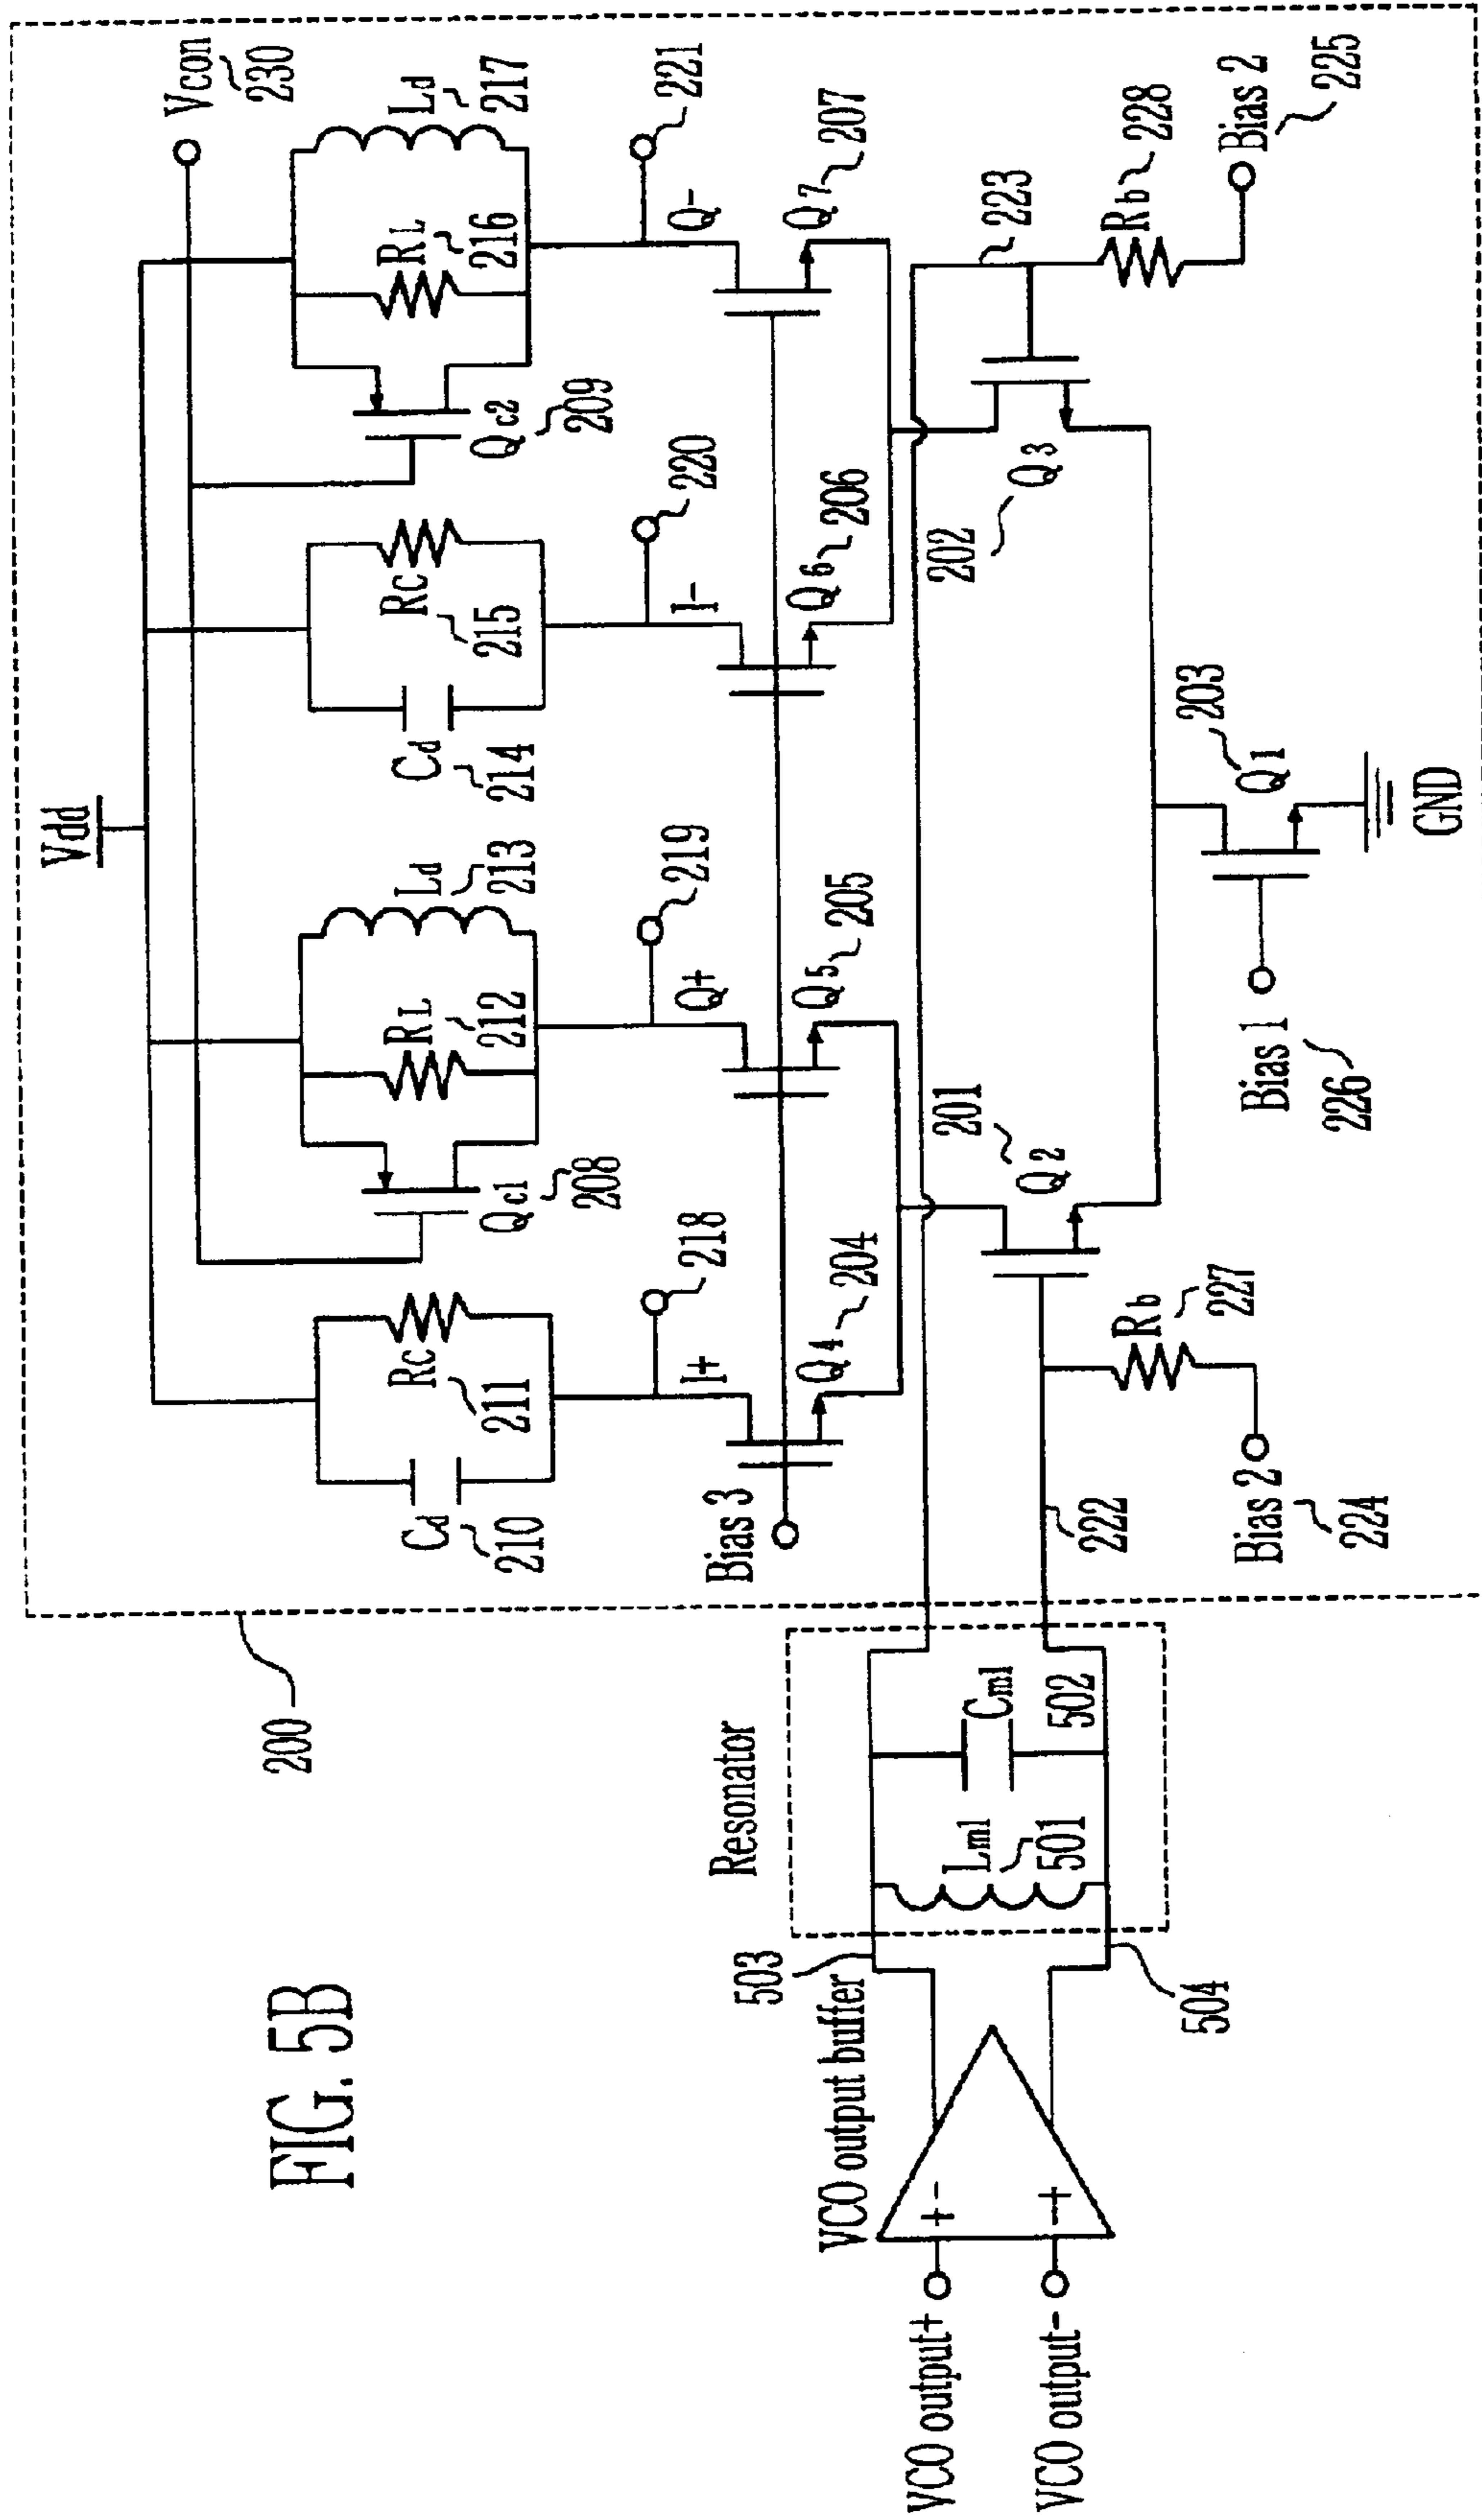 FIG. 5B
200
Vdd
Vcon
230
Cd
210
Rc
211
Qc1
208
RL
212
Ld
213
Cd
214
Rc
215
Qc2
209
RL
216
Ld
217
I+
218
Q+
219
I-
220
Q-
221
Bias 3
Q4
204
Q5
205
Q6
206
Q7
207
Resonator
503
VCO output buffer
VCO output+
+ -
VCO output-
- +
504
Lm1
501
Cm1
502
222
201
Q2
202
Q3
223
Rb
227
Bias 2
224
Rb
228
Bias 2
225
Bias 1
226
203
Q1
GND